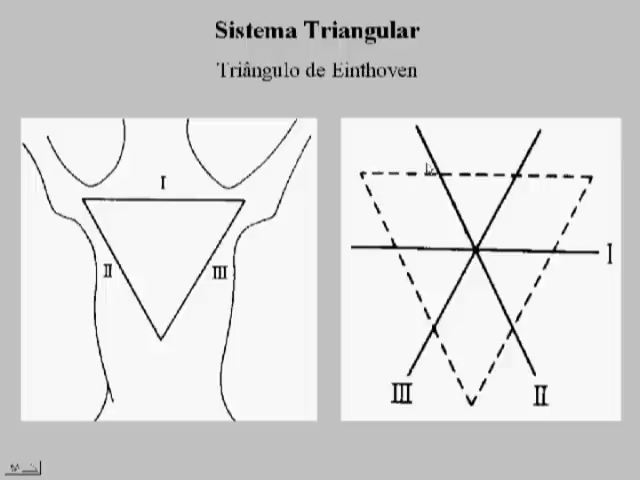 Sistema Triangular
Triângulo de Einthoven
I
II
III
I
III
II